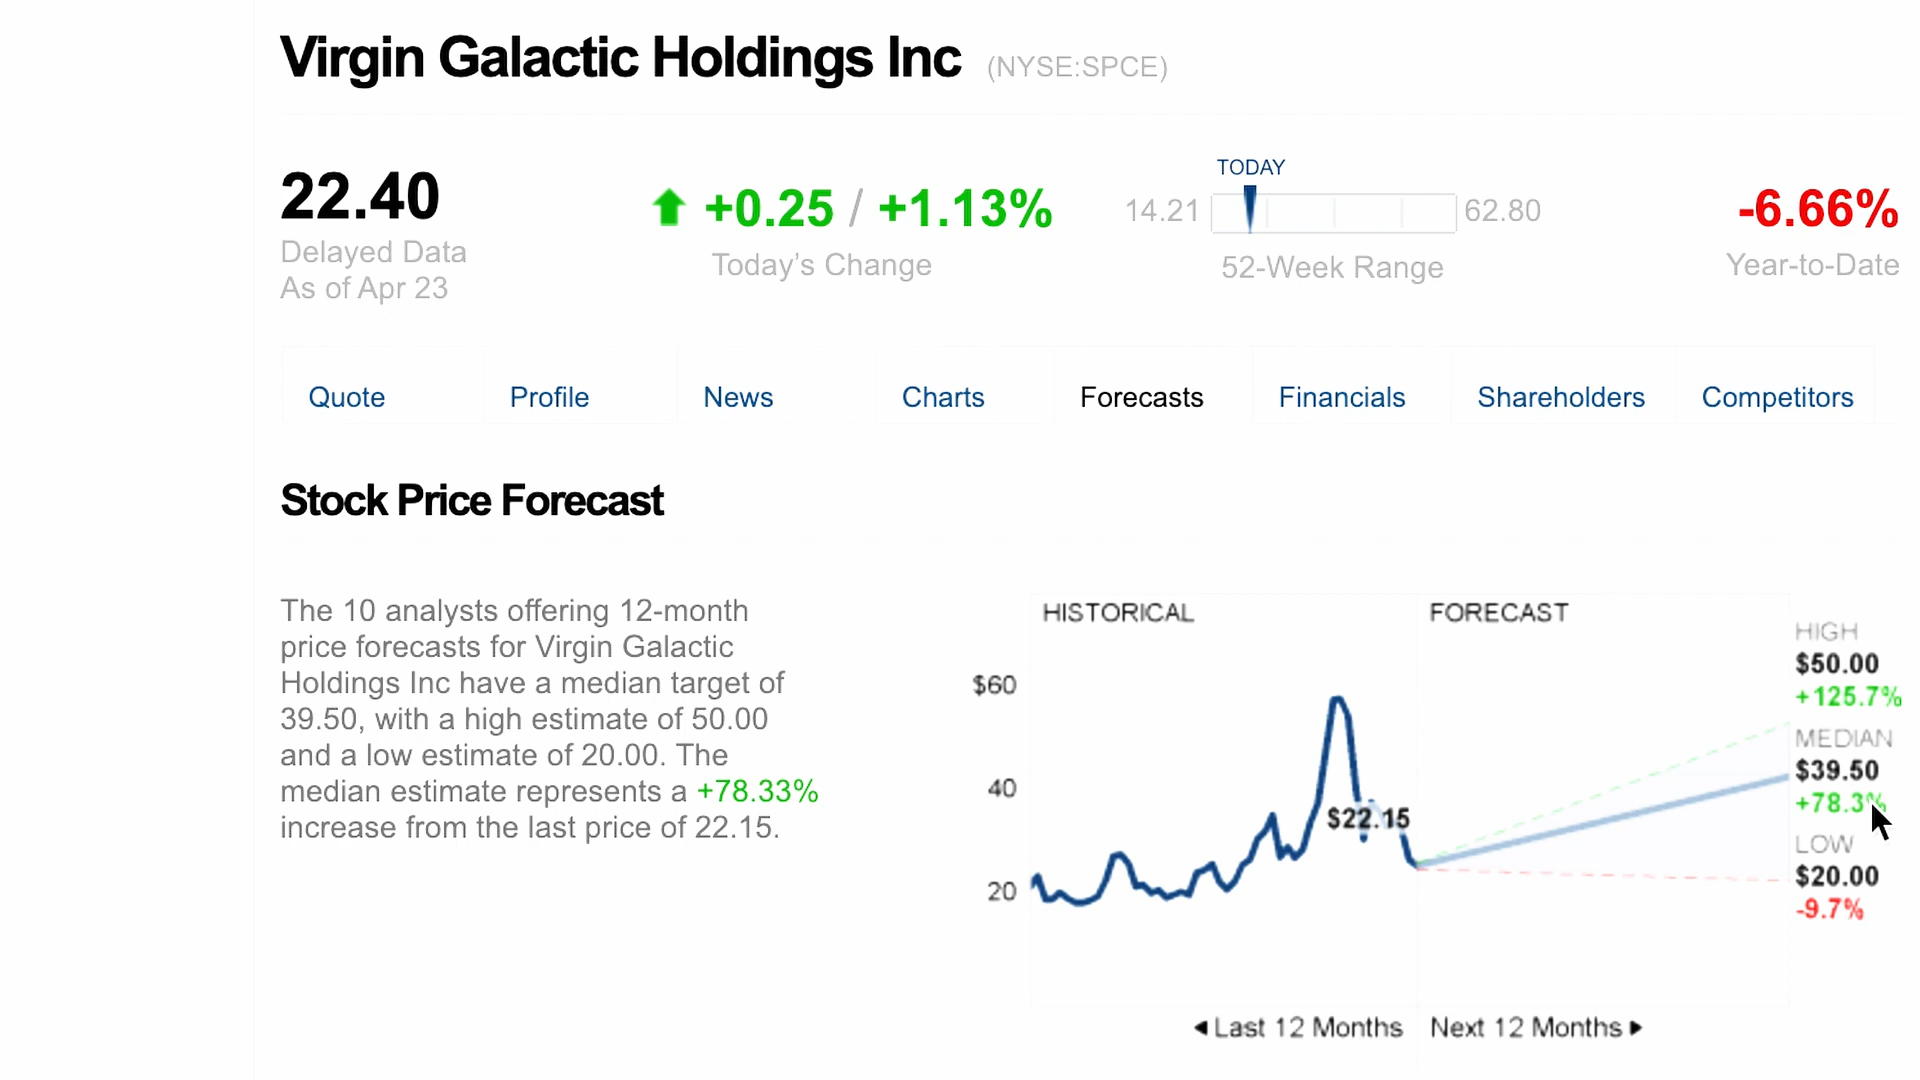 Virgin Galactic Holdings Inc (NYSE:SPCE)
22.40
Delayed Data
As of Apr 23
+0.25 / +1.13%
Today's Change
TODAY
14.21
62.80
52-Week Range
-6.66%
Year-to-Date
Quote Profile News Charts Forecasts Financials Shareholders Competitors
Stock Price Forecast
The 10 analysts offering 12-month
price forecasts for Virgin Galactic
Holdings Inc have a median target of
39.50, with a high estimate of 50.00
and a low estimate of 20.00. The
median estimate represents a +78.33%
increase from the last price of 22.15.
HISTORICAL
FORECAST
$60
40
20
$22.15
HIGH
$50.00
+125.7%
MEDIAN
$39.50
+78.3%
LOW
$20.00
-9.7%
Last 12 Months
Next 12 Months